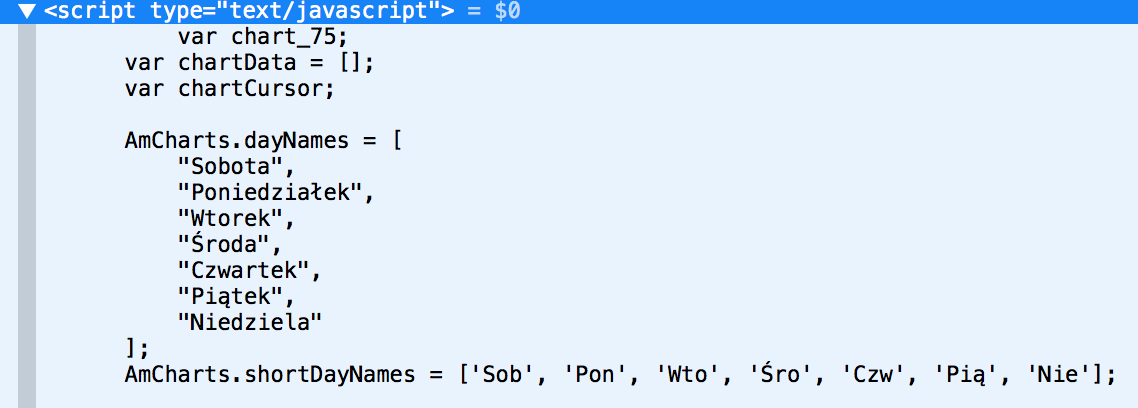 ▼<script type="text/javascript"> = $0
var chart_75;
var chartData = [];
var chartCursor;
AmCharts.dayNames = [
"Sobota",
"Poniedziałek",
"Wtorek",
"Środa",
"Czwartek",
"Piątek",
"Niedziela"
];
AmCharts.shortDayNames = ['Sob', 'Pon', 'Wto', 'Śro', 'Czw', 'Pią', 'Nie'];